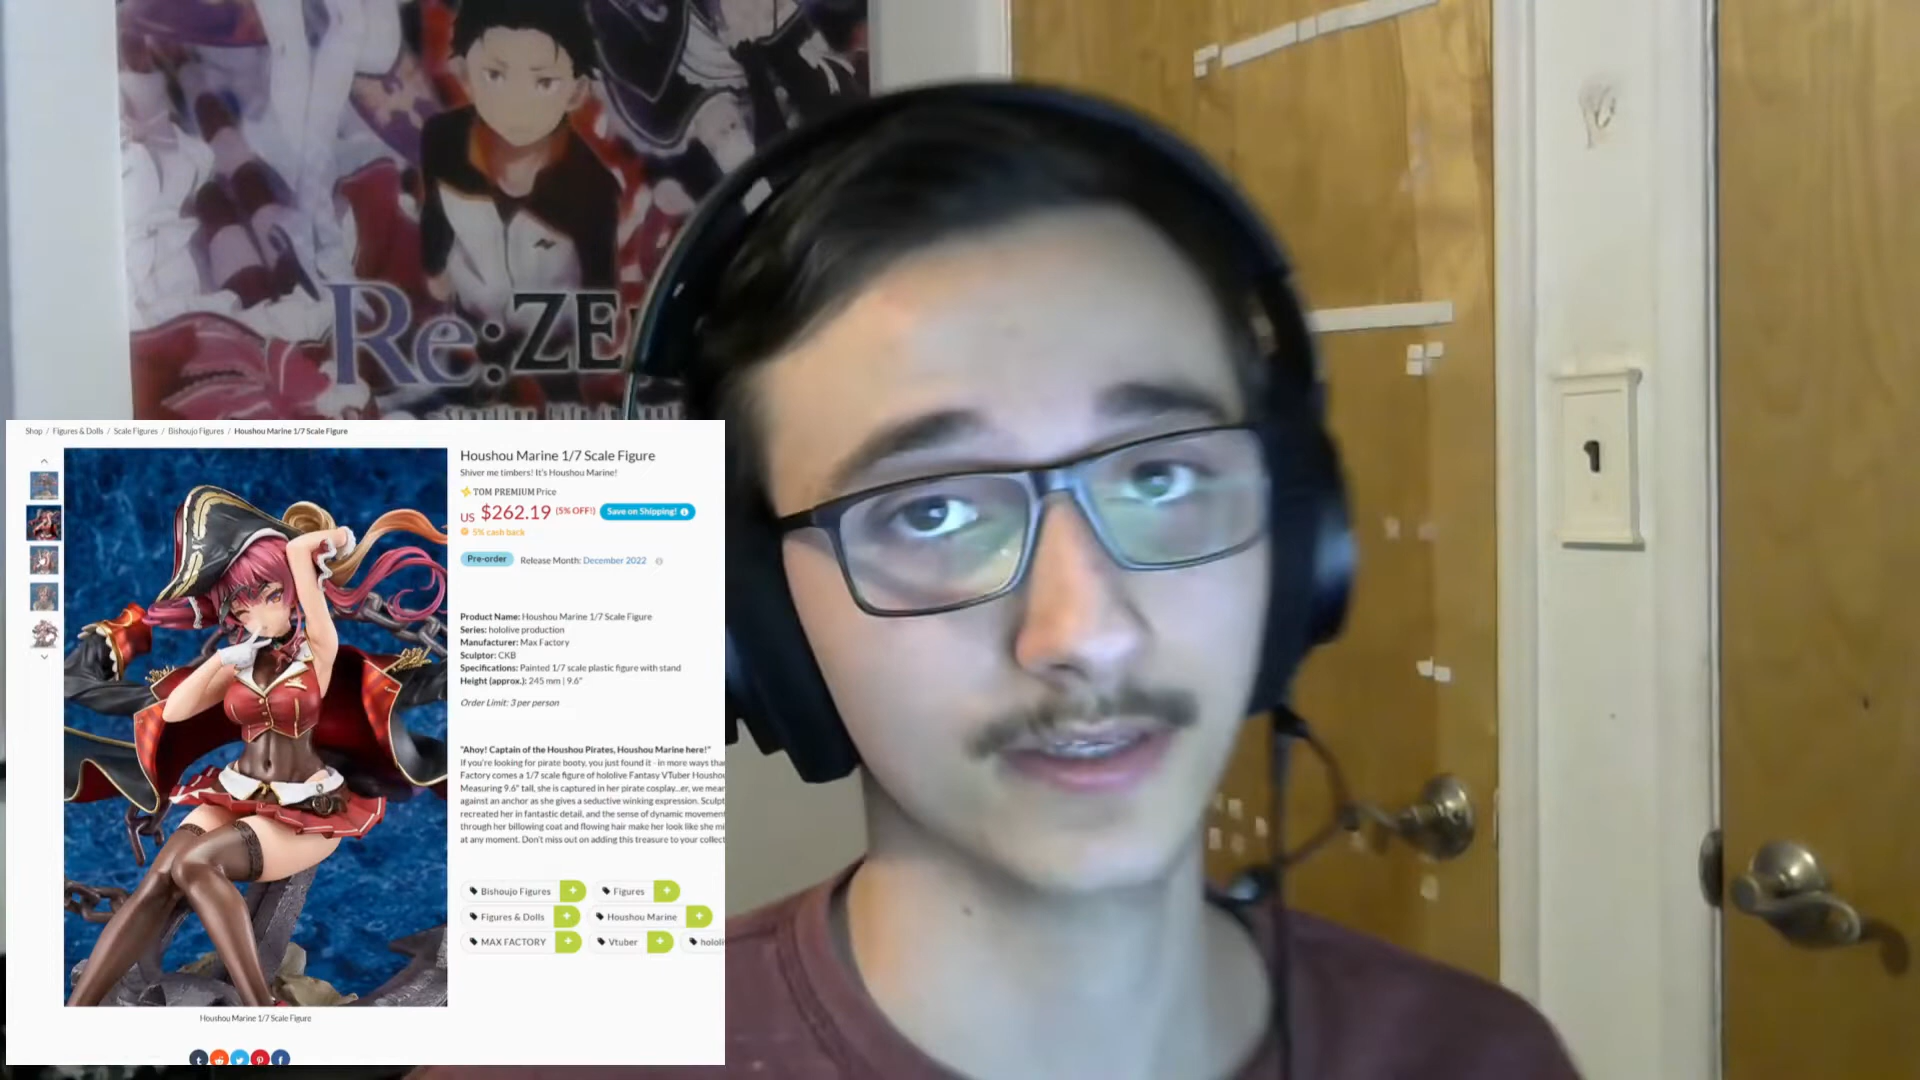 Re:ZE
Shop / Figures & Dolls / Scale Figures / Bishoujo Figures / Houshou Marine 1/7 Scale Figure
Houshou Marine 1/7 Scale Figure
Shiver me timbers! It's Houshou Marine!
TOM PREMIUM Price
US $262.19 (5% OFF!) Save on Shipping!
5% cash back
Pre-order Release Month: December 2022
Product Name: Houshou Marine 1/7 Scale Figure
Series: hololive production
Manufacturer: Max Factory
Sculptor: CKB
Specifications: Painted 1/7 scale plastic figure with stand
Height (approx.): 245 mm | 9.6"
Order Limit: 3 per person
"Ahoy! Captain of the Houshou Pirates, Houshou Marine here!"
If you're looking for pirate booty, you just found it - in more ways tha
Factory comes a 1/7 scale figure of hololive Fantasy VTuber Houshou
Measuring 9.6" tall, she is captured in her pirate cosplay...er, we mean
against an anchor as she gives a seductive winking expression. Sculpt
recreated her in fantastic detail, and the sense of dynamic movement
through her billowing coat and flowing hair make her look like she mi
at any moment. Don't miss out on adding this treasure to your collect
Bishoujo Figures + Figures +
Figures & Dolls + Houshou Marine +
MAX FACTORY + Vtuber + hololi
Houshou Marine 1/7 Scale Figure